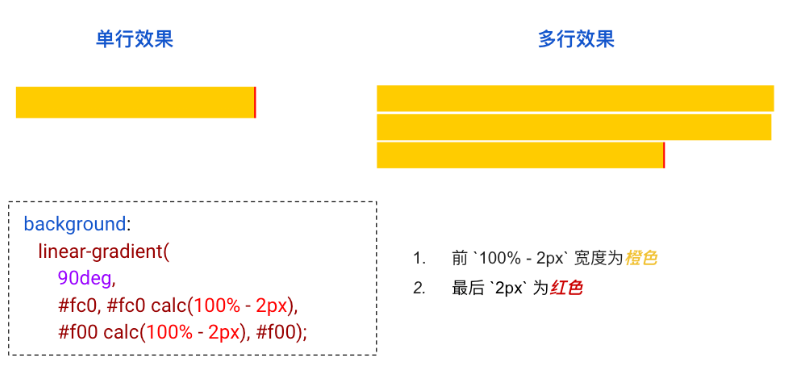 单行效果
多行效果
background:
linear-gradient(
90deg,
#fc0, #fc0 calc(100% - 2px),
#f00 calc(100% - 2px), #f00);
1. 前 `100% - 2px` 宽度为橙色
2. 最后 `2px` 为红色